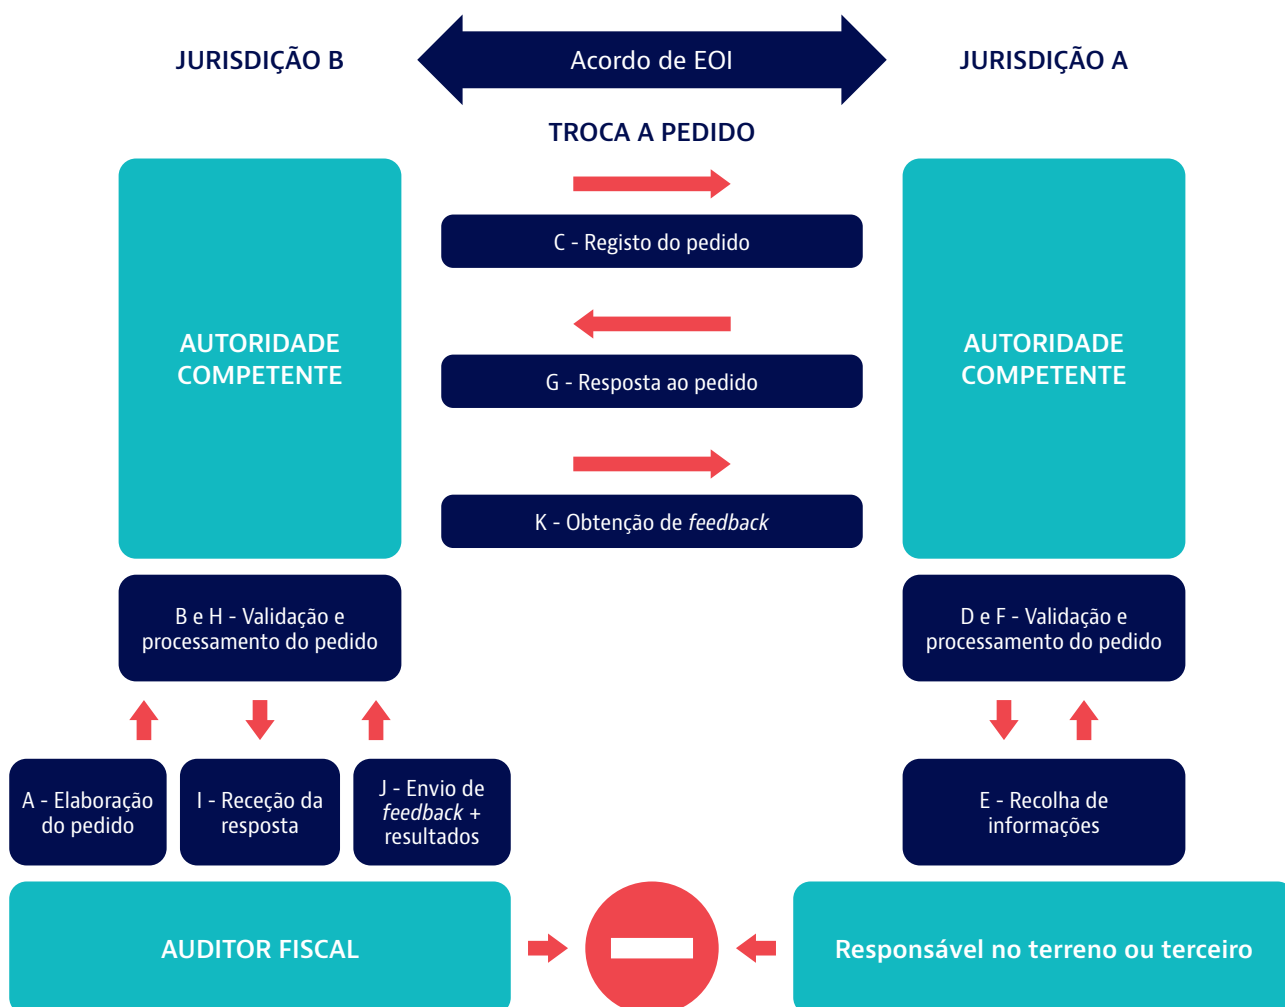 JURISDIÇÃO B
Acordo de EOI
JURISDIÇÃO A
TROCA A PEDIDO
C - Registo do pedido
AUTORIDADE
COMPETENTE
G - Resposta ao pedido
AUTORIDADE
COMPETENTE
K - Obtenção de feedback
B e H - Validação e
processamento do pedido
D e F - Validação e
processamento do pedido
A - Elaboração
do pedido
I - Receção da
resposta
J - Envio de
feedback +
resultados
E - Recolha de
informações
AUDITOR FISCAL
Responsável no terreno ou terceiro